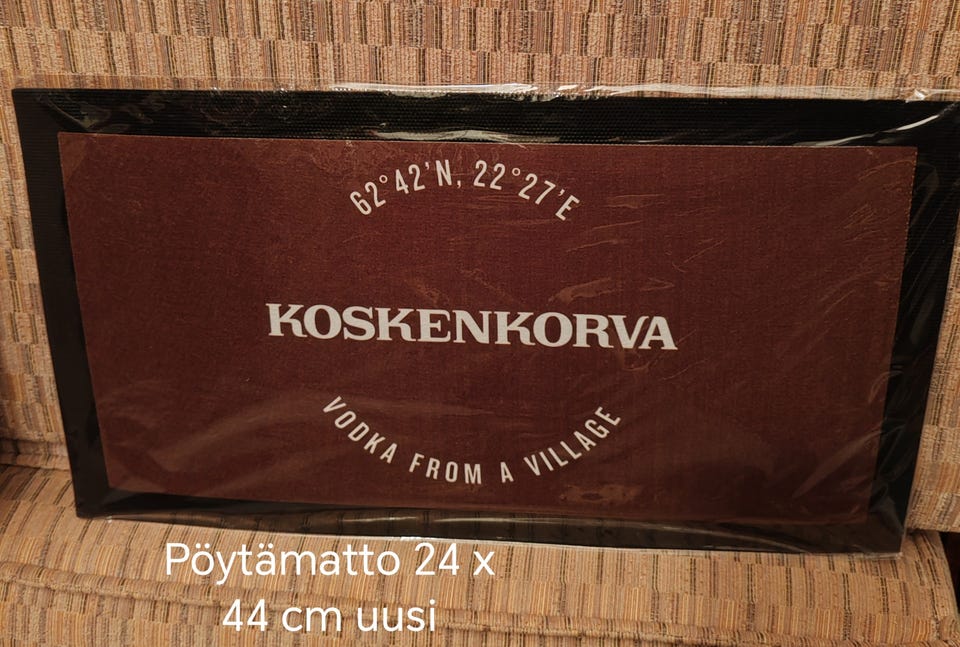 62°42'N, 22°27'E
KOSKENKORVA
VODKA FROM A VILLAGE
Pöytämatto 24 x
44 cm uusi